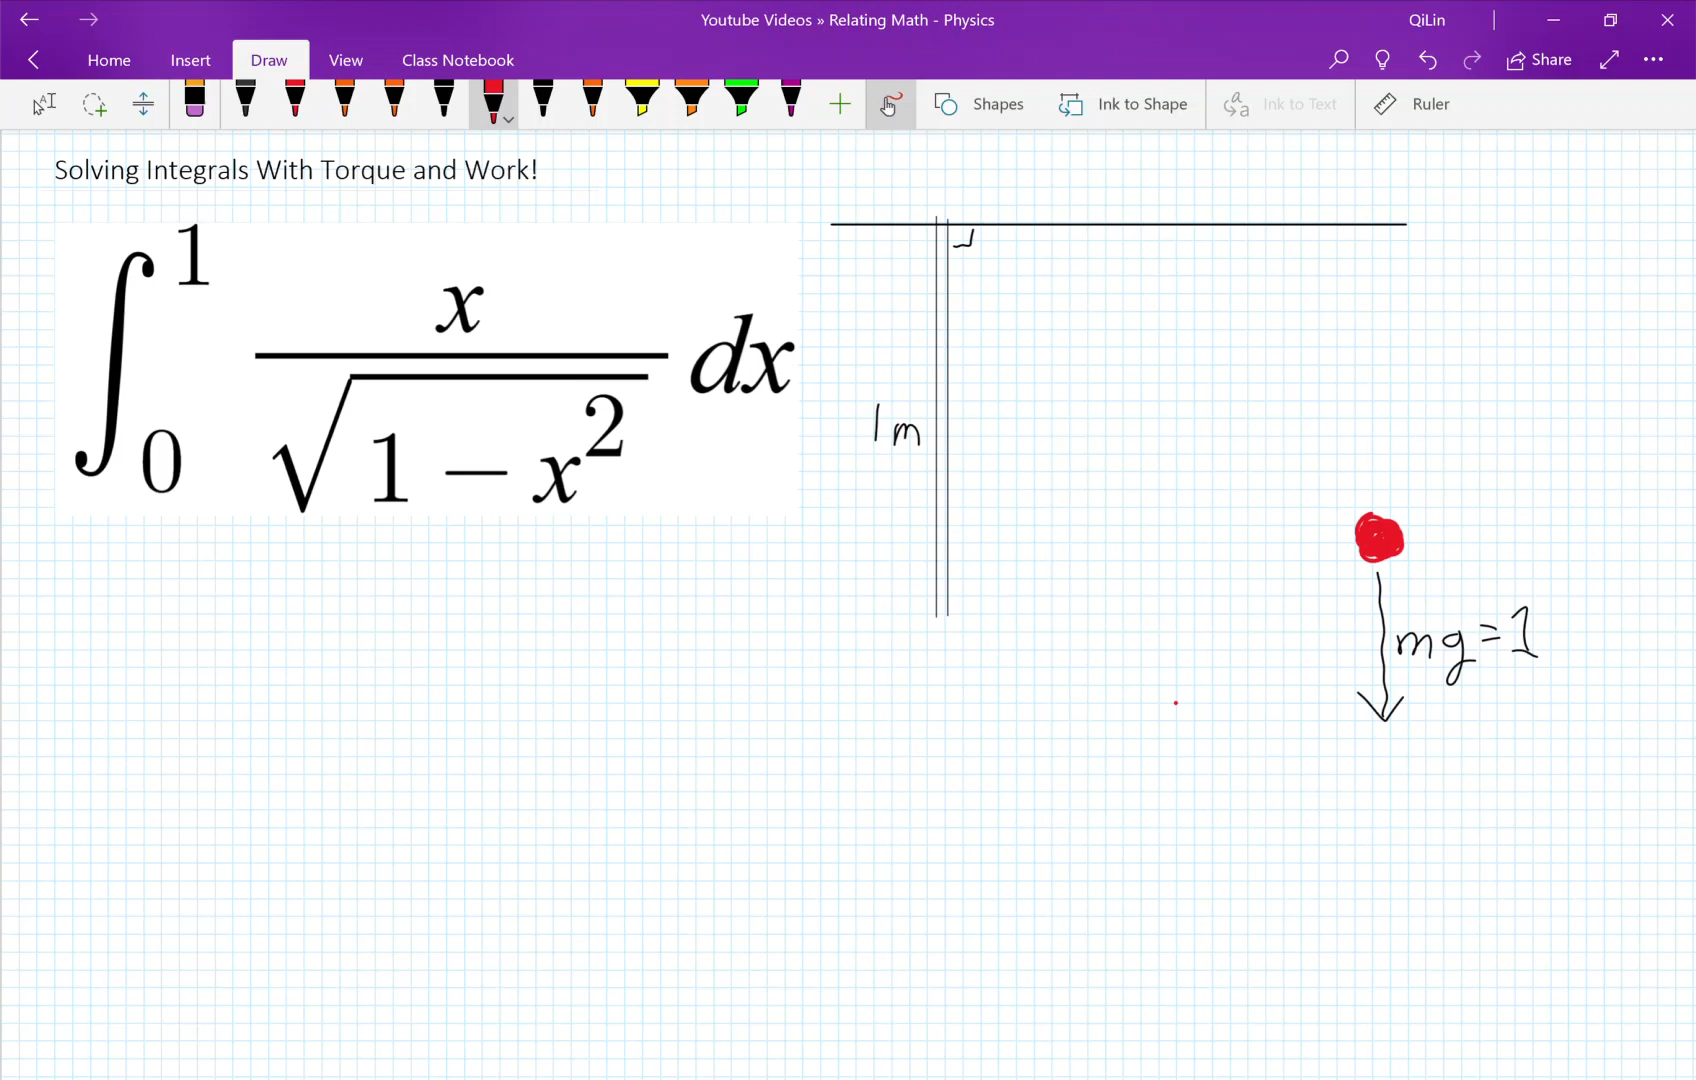 Youtube Videos » Relating Math - Physics
QiLin
Home Insert Draw View Class Notebook
Share
Shapes Ink to Shape Ink to Text Ruler
Solving Integrals With Torque and Work!
∫₀¹ x / √(1 − x²) dx
1m
mg=1